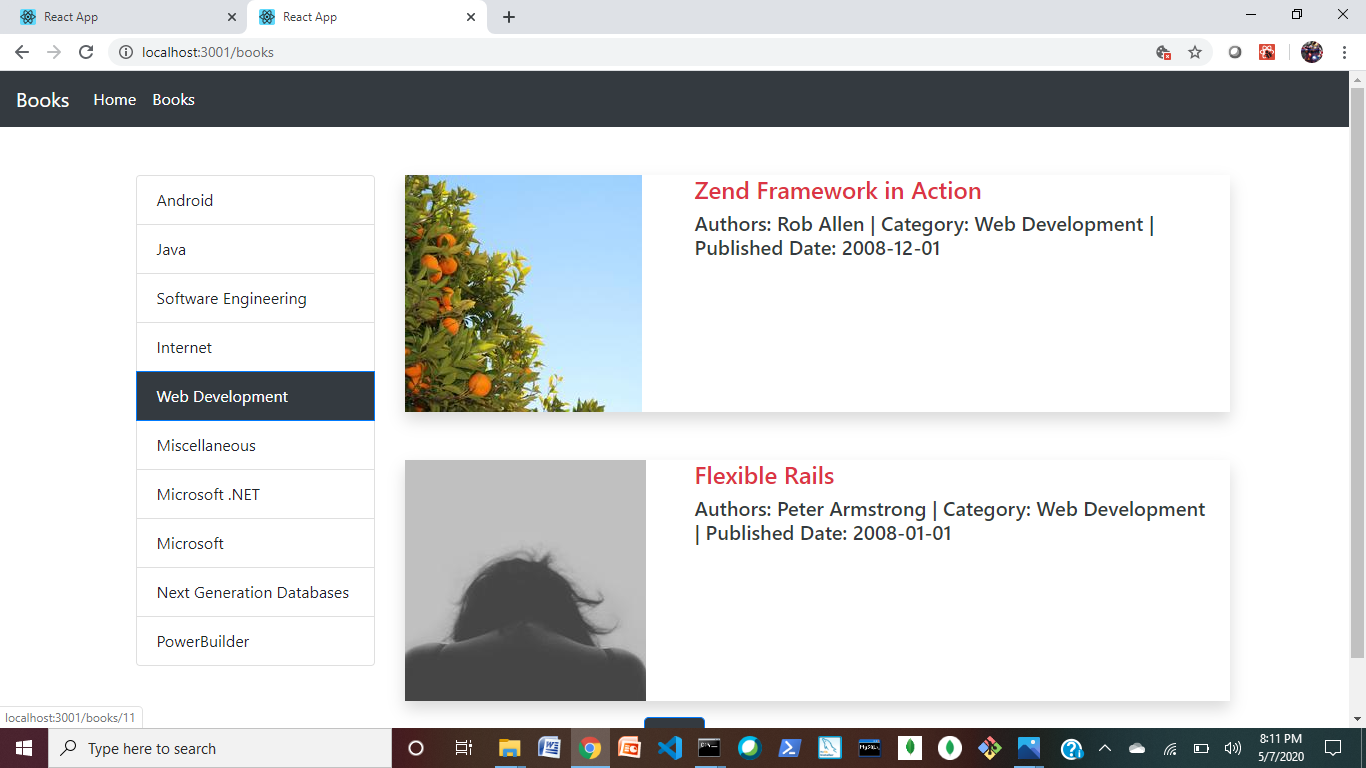 React App
React App
localhost:3001/books
Books Home Books
Android
Java
Software Engineering
Internet
Web Development
Miscellaneous
Microsoft .NET
Microsoft
Next Generation Databases
PowerBuilder
Zend Framework in Action
Authors: Rob Allen | Category: Web Development |
Published Date: 2008-12-01
Flexible Rails
Authors: Peter Armstrong | Category: Web Development
| Published Date: 2008-01-01
localhost:3001/books/11
Type here to search
8:11 PM
5/7/2020